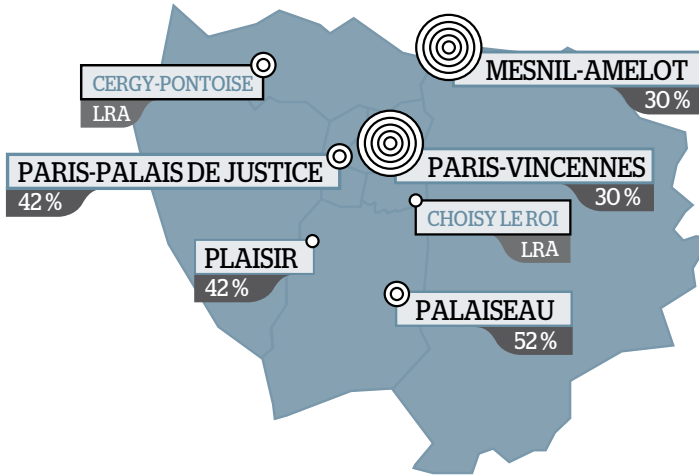 MESNIL-AMELOT
30 %
CERGY-PONTOISE
LRA
PARIS-PALAIS DE JUSTICE
42 %
PARIS-VINCENNES
30 %
CHOISY LE ROI
LRA
PLAISIR
42 %
PALAISEAU
52 %